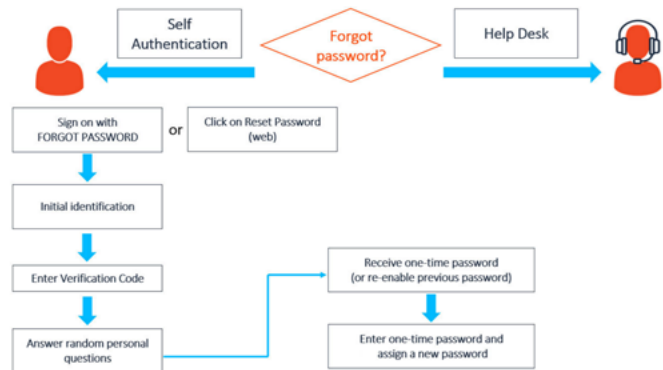 Self
Authentication
Forgot
password?
Help Desk
Sign on with
FORGOT PASSWORD
or
Click on Reset Password
(web)
Initial identification
Enter Verification Code
Receive one-time password
(or re-enable previous password)
Answer random personal
questions
Enter one-time password and
assign a new password